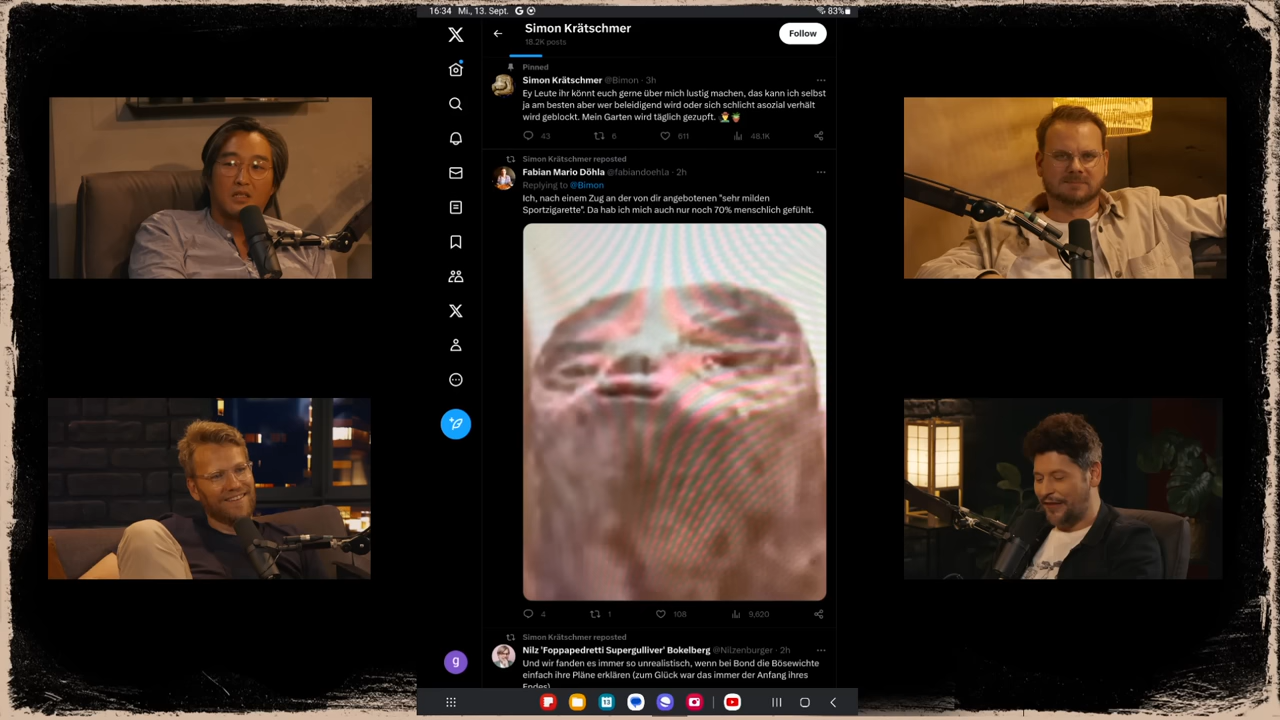 16:34 Mi., 13. Sept. G
83%
Simon Krätschmer
18.2K posts
Follow
Pinned
Simon Krätschmer @Bimon · 3h
Ey Leute ihr könnt euch gerne über mich lustig machen, das kann ich selbst
ja am besten aber wer beleidigend wird oder sich schlicht asozial verhält
wird geblockt. Mein Garten wird täglich gezupft.
43 6 611 48.1K
Simon Krätschmer reposted
Fabian Mario Döhla @fabiandoehla · 2h
Replying to @Bimon
Ich, nach einem Zug an der von dir angebotenen "sehr milden
Sportzigarette". Da hab ich mich auch nur noch 70% menschlich gefühlt.
4 1 108 9,620
Simon Krätschmer reposted
Nilz 'Foppapedretti Supergulliver' Bokelberg @Nilzenburger · 2h
Und wir fanden es immer so unrealistisch, wenn bei Bond die Bösewichte
einfach ihre Pläne erklären (zum Glück war das immer der Anfang ihres
Endes)
g